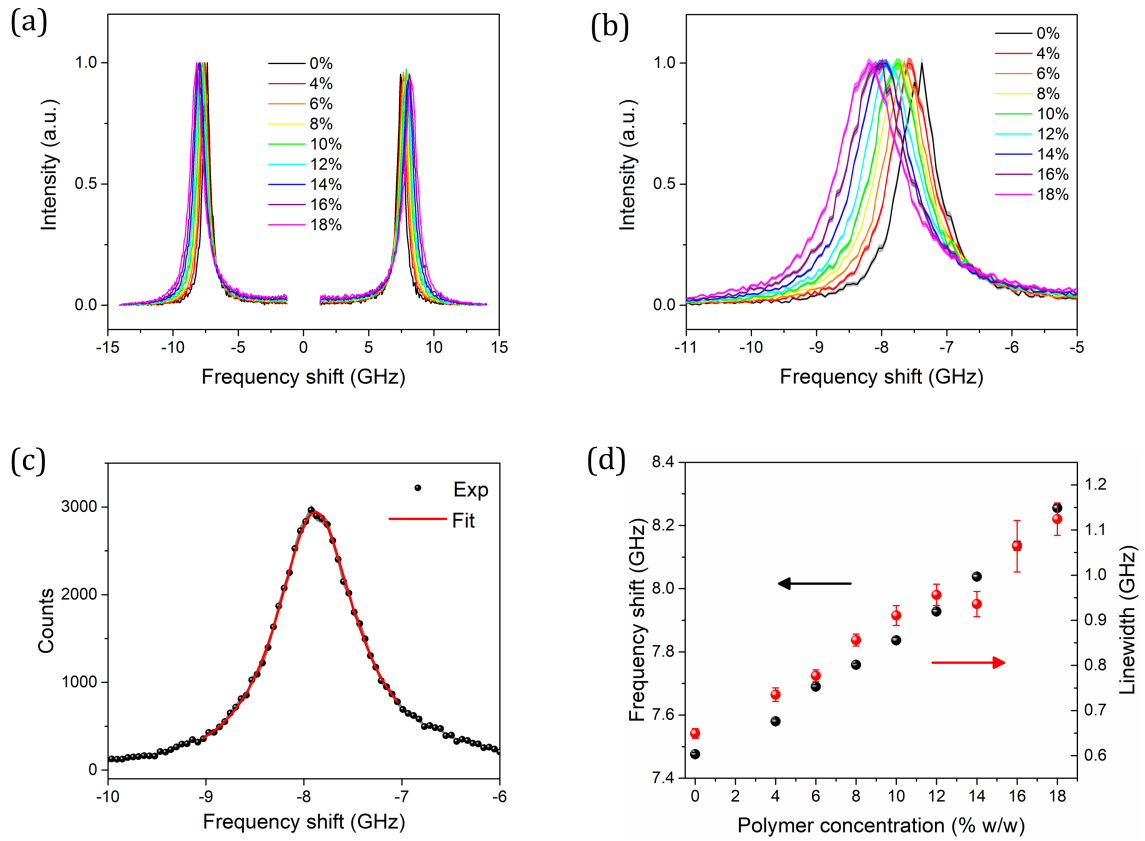 (a)
1.0
0.5
0.0
Intensity (a.u.)
0%
4%
6%
8%
10%
12%
14%
16%
18%
-15 -10 -5 0 5 10 15
Frequency shift (GHz)
(b)
1.0
0.5
0.0
Intensity (a.u.)
0%
4%
6%
8%
10%
12%
14%
16%
18%
-11 -10 -9 -8 -7 -6 -5
Frequency shift (GHz)
(c)
3000
2000
1000
0
Counts
Exp
Fit
-10 -9 -8 -7 -6
Frequency shift (GHz)
(d)
8.4
8.2
8.0
7.8
7.6
7.4
Frequency shift (GHz)
1.2
1.1
1.0
0.9
0.8
0.7
0.6
Linewidth (GHz)
0 2 4 6 8 10 12 14 16 18
Polymer concentration (% w/w)